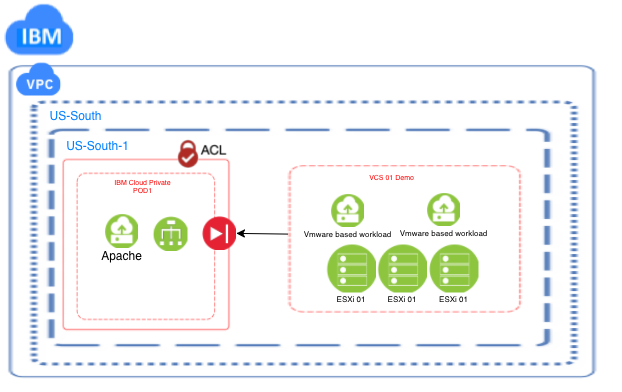 IBM
VPC
US-South
US-South-1
ACL
IBM Cloud Private
POD1
Apache
VCS 01 Demo
Vmware based workload
Vmware based workload
ESXi 01
ESXi 01
ESXi 01